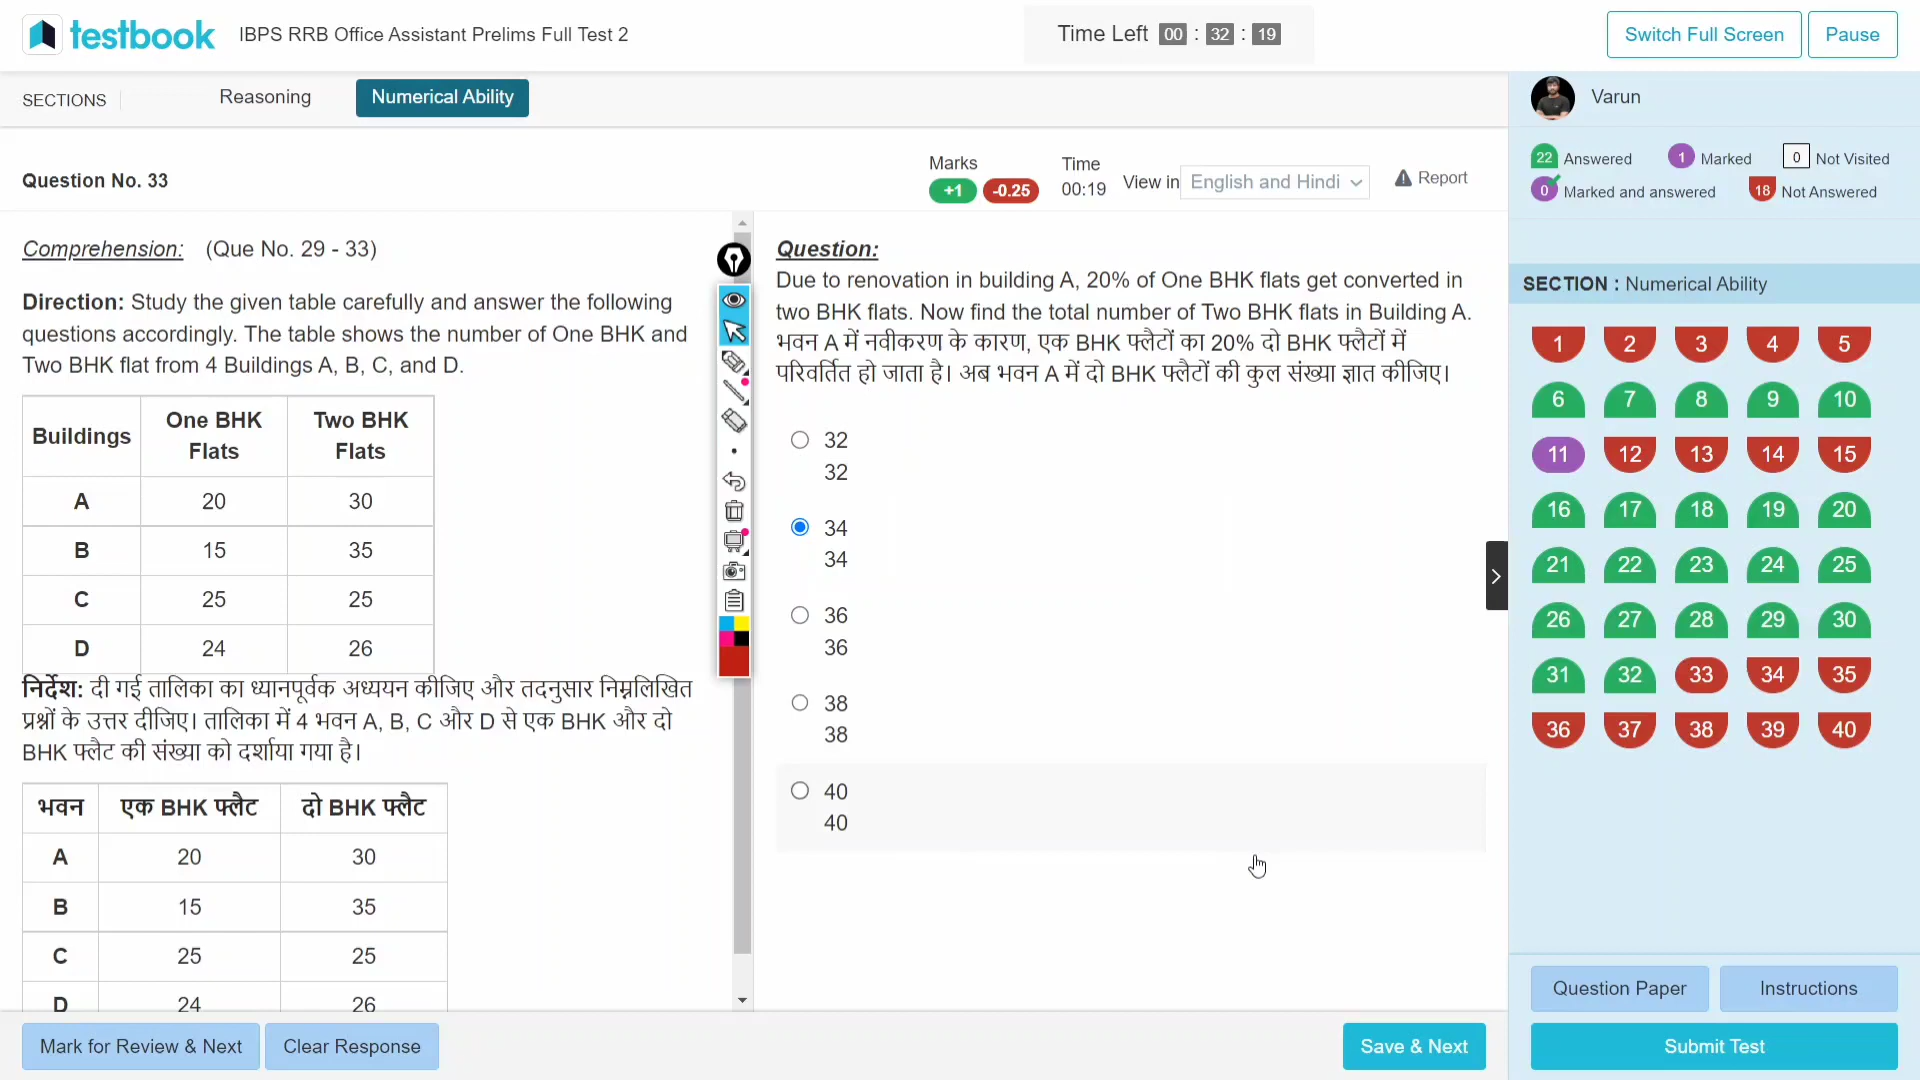 testbook
IBPS RRB Office Assistant Prelims Full Test 2
Time Left 00 : 32 : 19
Switch Full Screen
Pause
SECTIONS
Reasoning
Numerical Ability
Varun
Question No. 33
Marks
+1 -0.25
Time
00:19
View in English and Hindi
Report
22 Answered
1 Marked
0 Not Visited
0 Marked and answered
18 Not Answered
Comprehension: (Que No. 29 - 33)
Direction: Study the given table carefully and answer the following
questions accordingly. The table shows the number of One BHK and
Two BHK flat from 4 Buildings A, B, C, and D.
Buildings One BHK Flats Two BHK Flats
A 20 30
B 15 35
C 25 25
D 24 26
निर्देश: दी गई तालिका का ध्यानपूर्वक अध्ययन कीजिए और तदनुसार निम्नलिखित
प्रश्नों के उत्तर दीजिए। तालिका में 4 भवन A, B, C और D से एक BHK और दो
BHK फ्लैट की संख्या को दर्शाया गया है।
भवन एक BHK फ्लैट दो BHK फ्लैट
A 20 30
B 15 35
C 25 25
D 24 26
Question:
Due to renovation in building A, 20% of One BHK flats get converted in
two BHK flats. Now find the total number of Two BHK flats in Building A.
भवन A में नवीकरण के कारण, एक BHK फ्लैटों का 20% दो BHK फ्लैटों में
परिवर्तित हो जाता है। अब भवन A में दो BHK फ्लैटों की कुल संख्या ज्ञात कीजिए।
32
32
34
34
36
36
38
38
40
40
SECTION : Numerical Ability
1 2 3 4 5
6 7 8 9 10
11 12 13 14 15
16 17 18 19 20
21 22 23 24 25
26 27 28 29 30
31 32 33 34 35
36 37 38 39 40
Question Paper
Instructions
Mark for Review & Next
Clear Response
Save & Next
Submit Test